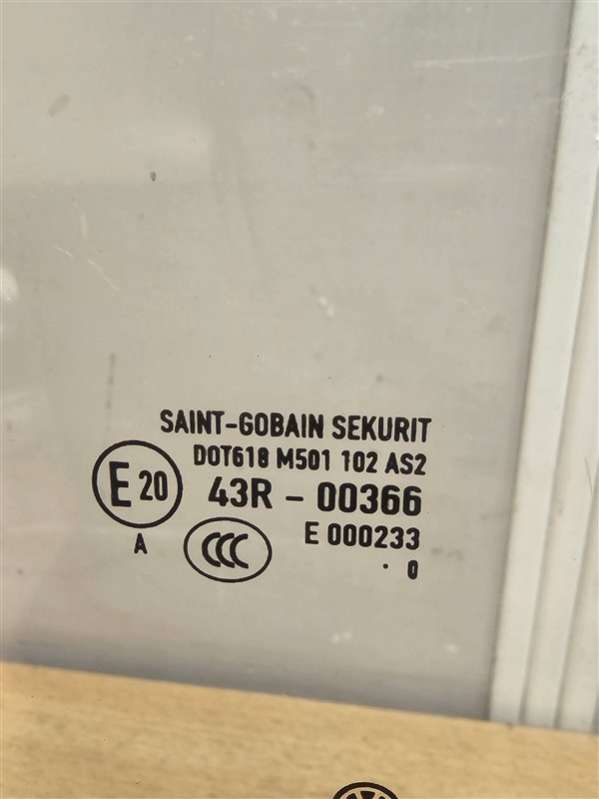 SAINT-GOBAIN SEKURIT
DOT618 M501 102 AS2
E 20 43R - 00366
A CCC E 000233
. 0